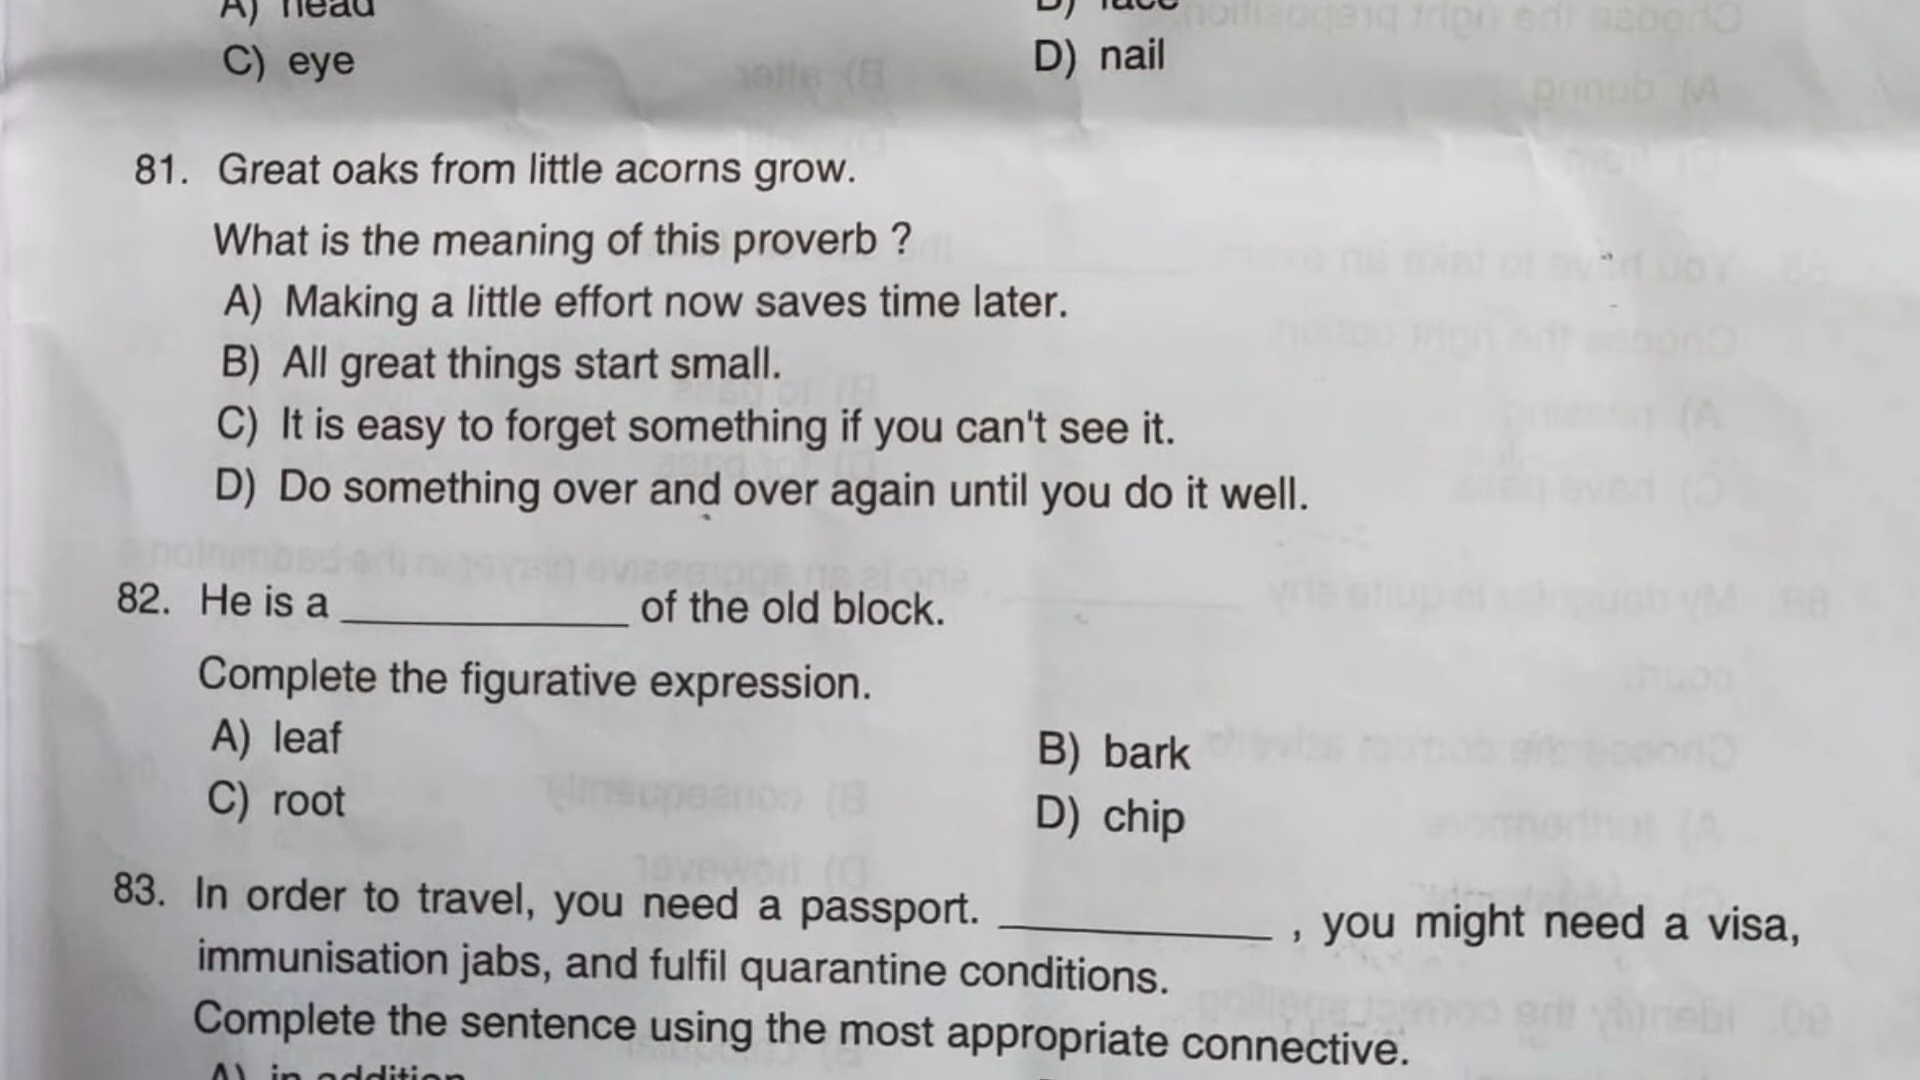 A) head
C) eye
D) nail
81. Great oaks from little acorns grow.
What is the meaning of this proverb ?
A) Making a little effort now saves time later.
B) All great things start small.
C) It is easy to forget something if you can't see it.
D) Do something over and over again until you do it well.
82. He is a ____________ of the old block.
Complete the figurative expression.
A) leaf
B) bark
C) root
D) chip
83. In order to travel, you need a passport. ____________ , you might need a visa,
immunisation jabs, and fulfil quarantine conditions.
Complete the sentence using the most appropriate connective.
A) in addition